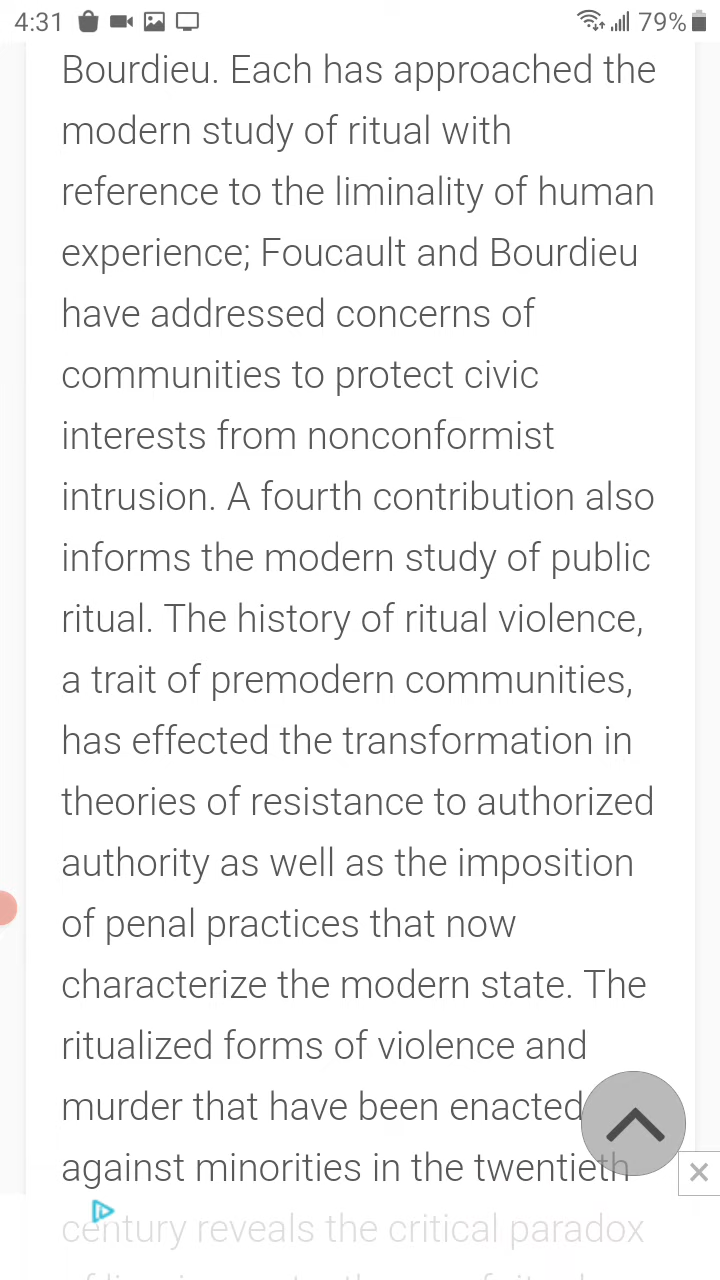 4:31 79%
Bourdieu. Each has approached the
modern study of ritual with
reference to the liminality of human
experience; Foucault and Bourdieu
have addressed concerns of
communities to protect civic
interests from nonconformist
intrusion. A fourth contribution also
informs the modern study of public
ritual. The history of ritual violence,
a trait of premodern communities,
has effected the transformation in
theories of resistance to authorized
authority as well as the imposition
of penal practices that now
characterize the modern state. The
ritualized forms of violence and
murder that have been enacted
against minorities in the twentieth
century reveals the critical paradox